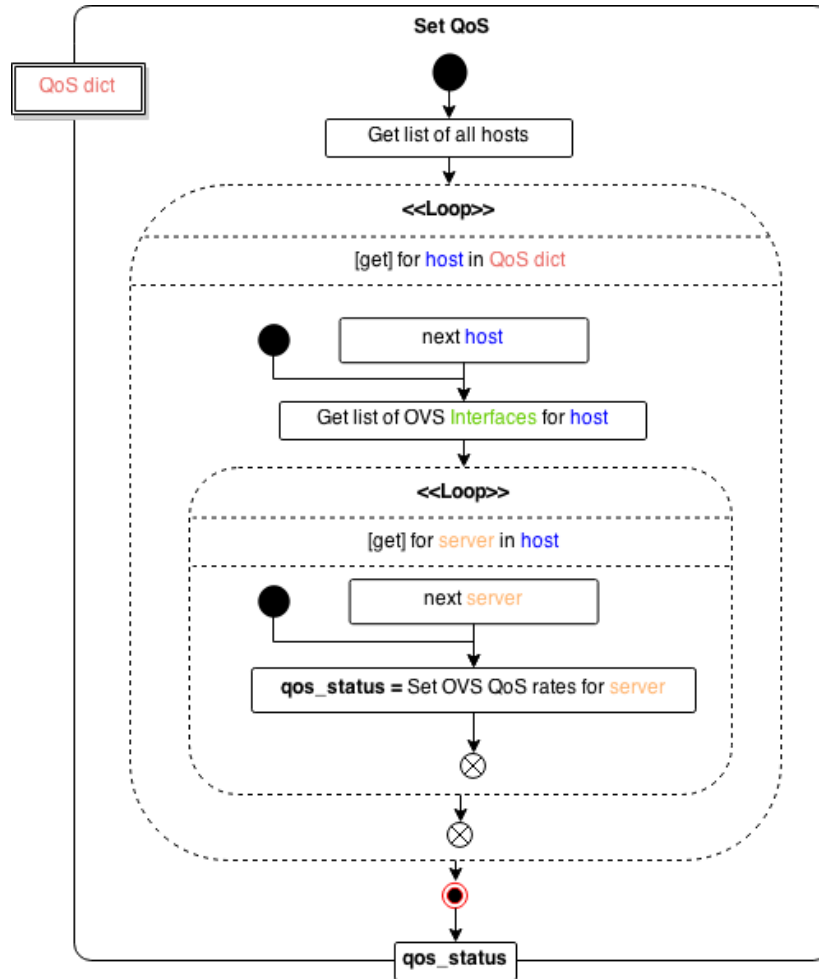 Set QoS
QoS dict
Get list of all hosts
<<Loop>>
[get] for host in QoS dict
next host
Get list of OVS Interfaces for host
<<Loop>>
[get] for server in host
next server
qos_status = Set OVS QoS rates for server
qos_status